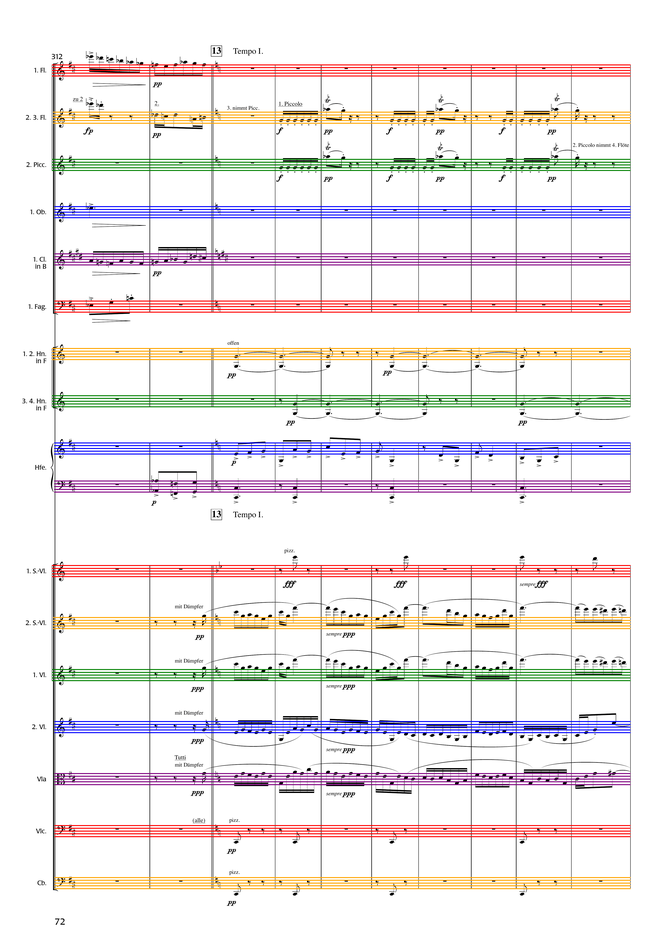 13 Tempo I.
312
1. Fl.
pp
zu 2
2.
3. nimmt Picc.
1. Piccolo
2. 3. Fl.
fp
pp
f
pp
f
pp
f
pp
2. Piccolo nimmt 4. Flöte
2. Picc.
f
pp
f
pp
f
pp
1. Ob.
1. Cl.
in B
pp
1. Fag.
offen
1. 2. Hn.
in F
pp
pp
3. 4. Hn.
in F
pp
pp
Hfe.
p
p
13 Tempo I.
pizz.
1. S.-Vl.
fff
fff
sempre fff
mit Dämpfer
2. S.-Vl.
pp
sempre ppp
mit Dämpfer
1. Vl.
ppp
sempre ppp
mit Dämpfer
2. Vl.
ppp
sempre ppp
Tutti
mit Dämpfer
Vla
ppp
sempre ppp
(alle)
pizz.
Vlc.
pp
pizz.
Cb.
pp
72